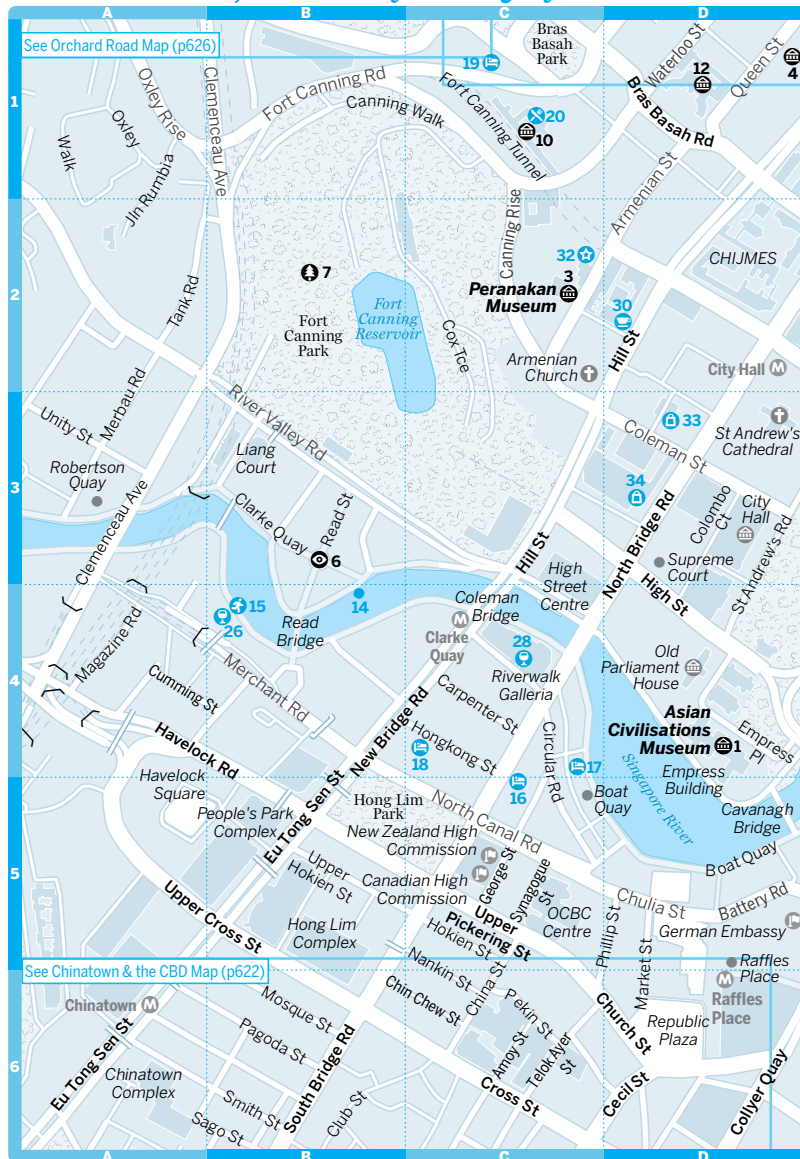 A
B
C
D
See Orchard Road Map (p626)
19
Bras
Basah
Park
Waterloo St
12
Queen St
4
Oxley Rise
Clemenceau Ave
Fort Canning Rd
Canning Walk
Fort Canning Tunnel
20
10
Bras Basah Rd
1
Oxley
Walk
Jln Rumbia
Armenian St
Canning Rise
32
3
Peranakan
Museum
CHIJMES
7
Fort
Canning
Park
Fort
Canning
Reservoir
Cox Tce
2
Tank Rd
30
Hill St
Armenian
Church
City Hall
M
Merbau Rd
Unity St
River Valley Rd
Liang
Court
33
Coleman St
St Andrew's
Cathedral
Robertson
Quay
3
Clarke Quay
Read St
6
34
North Bridge Rd
Colombo
Ct
City
Hall
St Andrew's Rd
Supreme
Court
Clemenceau Ave
Hill St
High
Street
Centre
High St
15
26
14
Read
Bridge
Coleman
Bridge
M
Clarke
Quay
28
Riverwalk
Galleria
Old
Parliament
House
Magazine Rd
4
Cumming St
Merchant Rd
New Bridge Rd
Carpenter St
Hongkong St
18
Circular Rd
Asian
Civilisations
Museum
1
Empress
Pl
Havelock Rd
Havelock
Square
16
17
Boat
Quay
Singapore River
Empress
Building
Cavanagh
Bridge
People's Park
Complex
Eu Tong Sen St
Hong Lim
Park
North Canal Rd
New Zealand High
Commission
Boat Quay
5
Upper
Hokien St
Canadian High
Commission
George St
Synagogue
St
Chulia St
Battery Rd
German Embassy
Upper Cross St
Hong Lim
Complex
Upper
Pickering St
Hokien St
OCBC
Centre
Phillip St
Market St
Raffles
Place
See Chinatown & the CBD Map (p622)
Nankin St
China St
Chin Chew St
Pekin St
Church St
M
Raffles
Place
Republic
Plaza
Chinatown
M
Mosque St
Pagoda St
South Bridge Rd
Amoy St
Telok Ayer
St
6
Eu Tong Sen St
Chinatown
Complex
Smith St
Sago St
Club St
Cross St
Cecil St
Collyer Quay
A
B
C
D